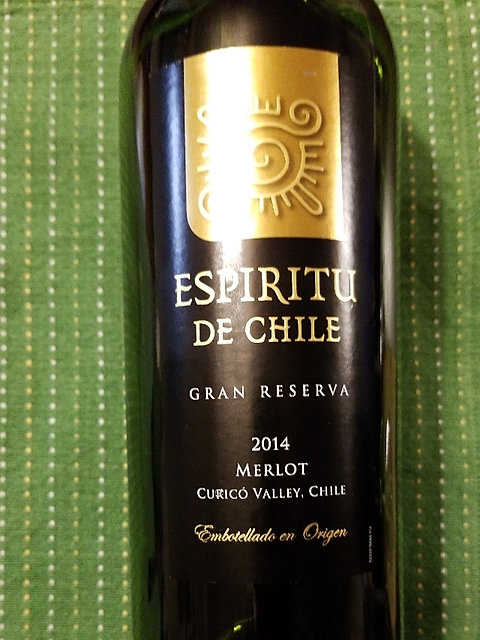 ESPIRITU
DE CHILE
GRAN RESERVA
2014
MERLOT
CURICÓ VALLEY, CHILE
Embotellado en Origen